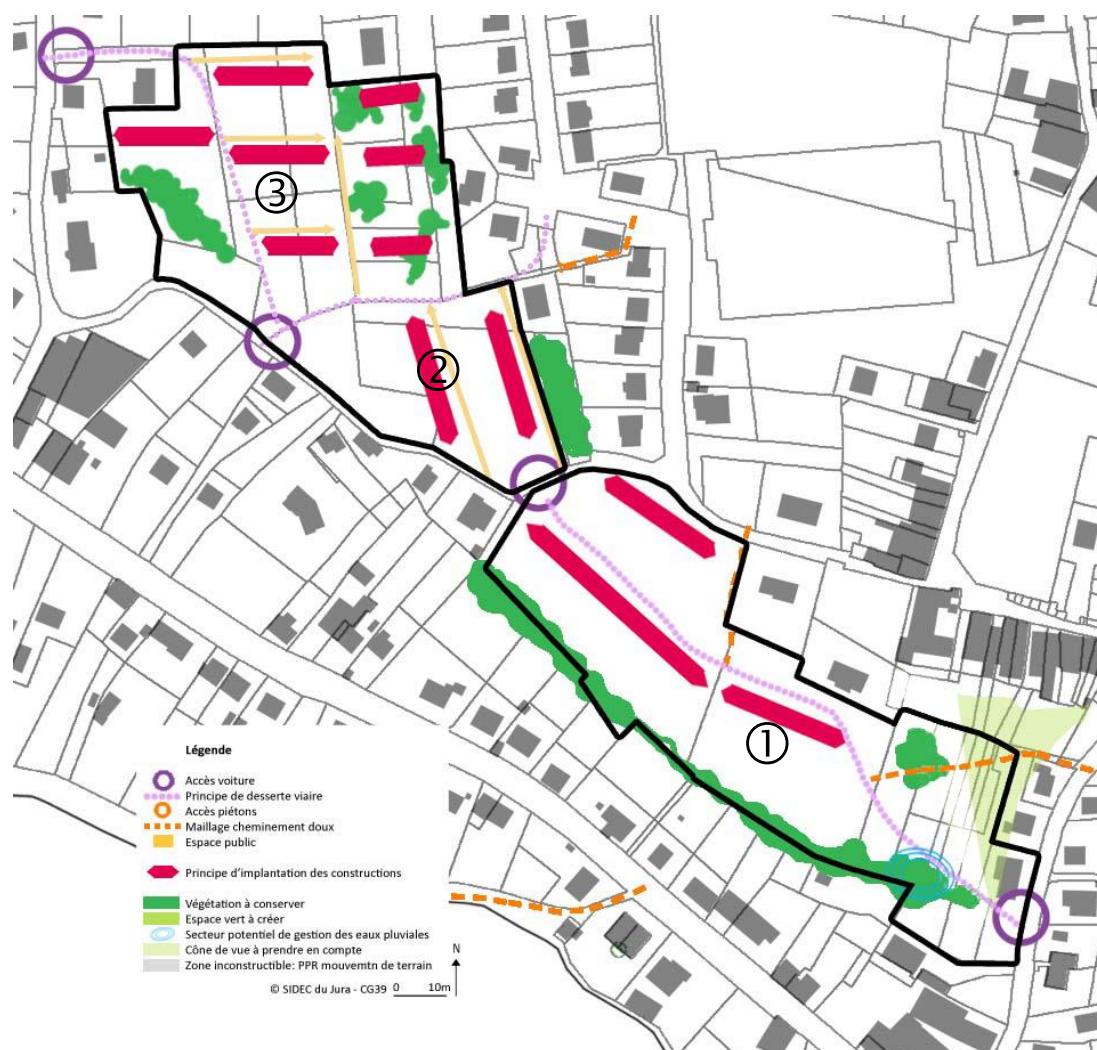 ③
②
①
Légende
Accès voiture
Principe de desserte viaire
Accès piétons
Maillage cheminement doux
Espace public
Principe d'implantation des constructions
Végétation à conserver
Espace vert à créer
Secteur potentiel de gestion des eaux pluviales
Cône de vue à prendre en compte
Zone inconstructible: PPR mouvemtn de terrain
N
© SIDEC du Jura - CG39 0 10m